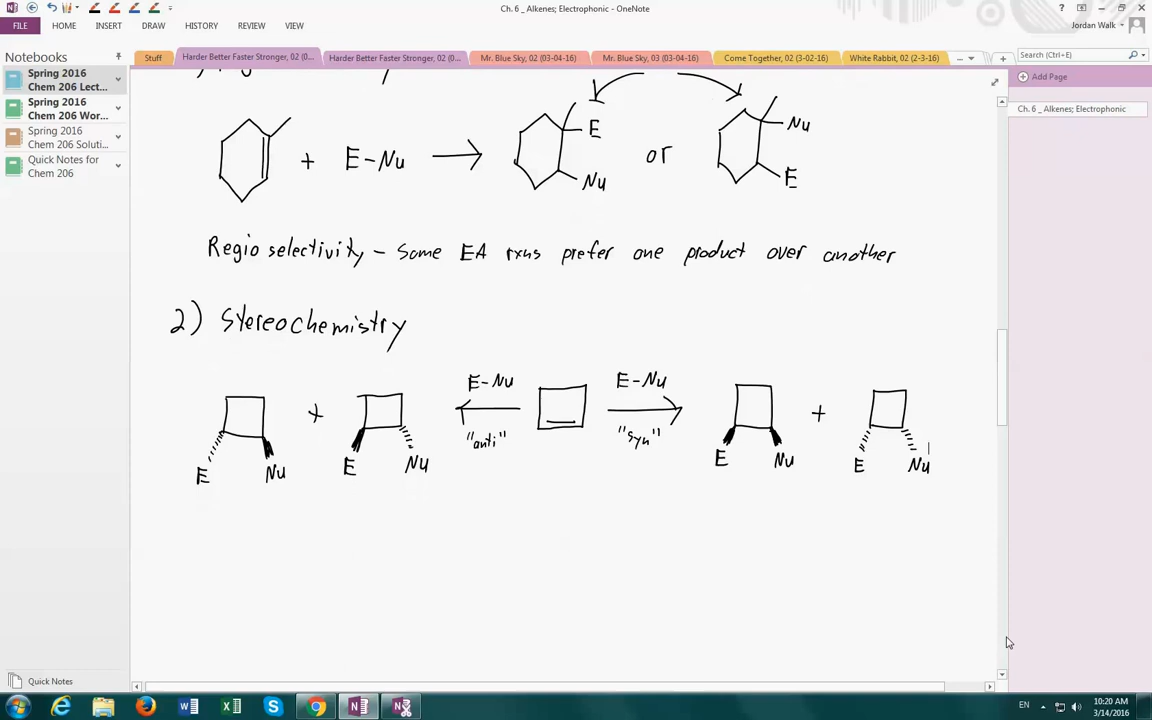 Ch. 6 _ Alkenes; Electrophonic - OneNote
FILE HOME INSERT DRAW HISTORY REVIEW VIEW
Jordan Walk
Notebooks
Spring 2016
Chem 206 Lect...
Spring 2016
Chem 206 Wor...
Spring 2016
Chem 206 Soluti...
Quick Notes for
Chem 206
Quick Notes
Stuff
Harder Better Faster Stronger, 02 (0...
Harder Better Faster Stronger, 02 (0...
Mr. Blue Sky, 02 (03-04-16)
Mr. Blue Sky, 03 (03-04-16)
Come Together, 02 (3-02-16)
White Rabbit, 02 (2-3-16)
Search (Ctrl+E)
Add Page
Ch. 6 _ Alkenes; Electrophonic
+ E-Nu → E Nu or Nu E
Regio selectivity - Some EA rxns prefer one product over another
2) Stereochemistry
E-Nu E-Nu
+ "anti" "syn" +
E Nu E Nu E Nu E Nu
EN
10:20 AM
3/14/2016